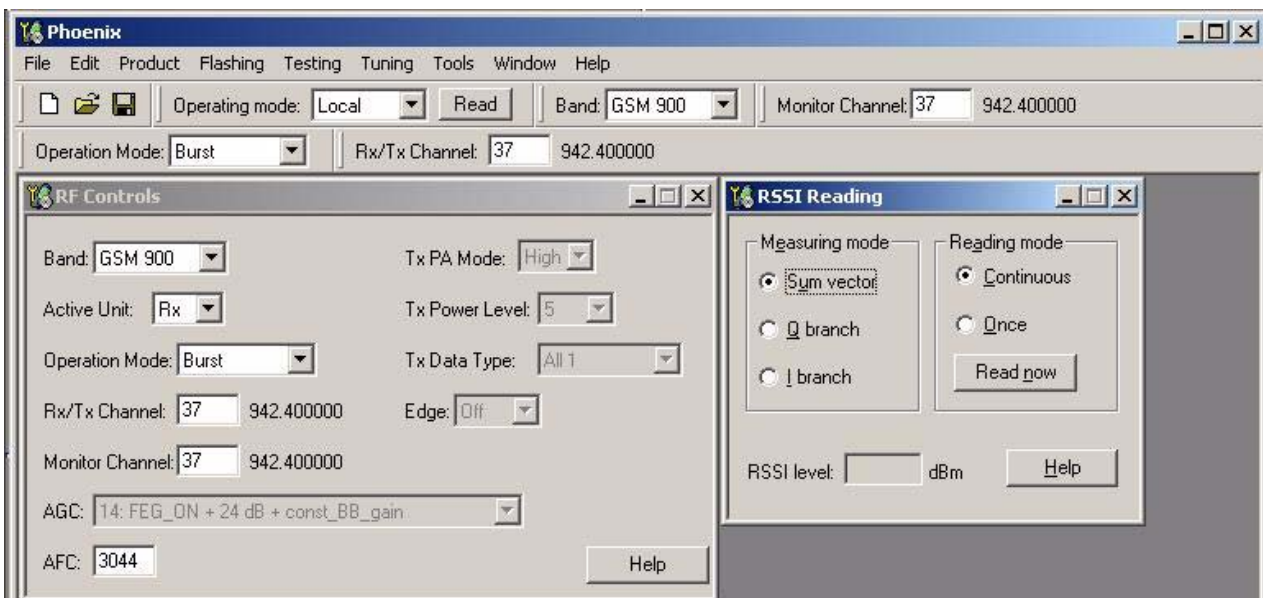 Phoenix
File Edit Product Flashing Testing Tuning Tools Window Help
Operating mode: Local Read Band: GSM 900 Monitor Channel: 37 942.400000
Operation Mode: Burst Rx/Tx Channel: 37 942.400000
RF Controls
Band: GSM 900 Tx PA Mode: High
Active Unit: Rx Tx Power Level: 5
Operation Mode: Burst Tx Data Type: All 1
Rx/Tx Channel: 37 942.400000 Edge: Off
Monitor Channel: 37 942.400000
AGC: 14: FEG_ON + 24 dB + const_BB_gain
AFC: 3044 Help
RSSI Reading
Measuring mode Reading mode
Sum vector Continuous
Q branch Once
I branch Read now
RSSI level: dBm Help